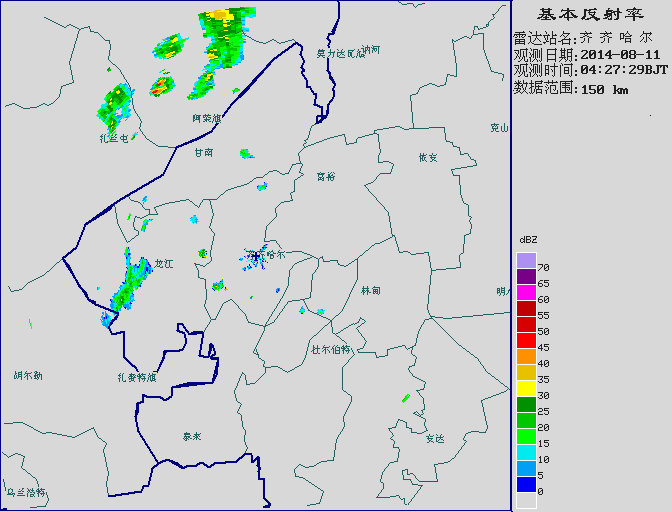 基本反射率
雷达站名:齐齐哈尔
观测日期:2014-08-11
观测时间:04:27:29BJT
数据范围:150 km
莫力达瓦旗
讷河
阿荣旗
扎兰屯
甘南
克山
依安
富裕
齐齐哈尔
龙江
林甸
明水
杜尔伯特
胡尔勒
扎赉特旗
泰来
安达
乌兰浩特
dBZ
70
65
60
55
50
45
40
35
30
25
20
15
10
5
0